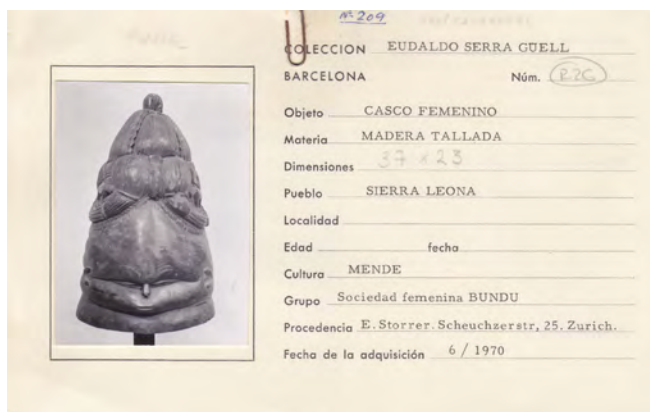 Nº 209
COLECCION EUDALDO SERRA GÜELL
BARCELONA Núm.
Objeto CASCO FEMENINO
Materia MADERA TALLADA
Dimensiones 37 x 23
Pueblo SIERRA LEONA
Localidad
Edad fecha
Cultura MENDE
Grupo Sociedad femenina BUNDU
Procedencia E. Storrer. Scheuchzerstr, 25. Zurich.
Fecha de la adquisición 6 / 1970